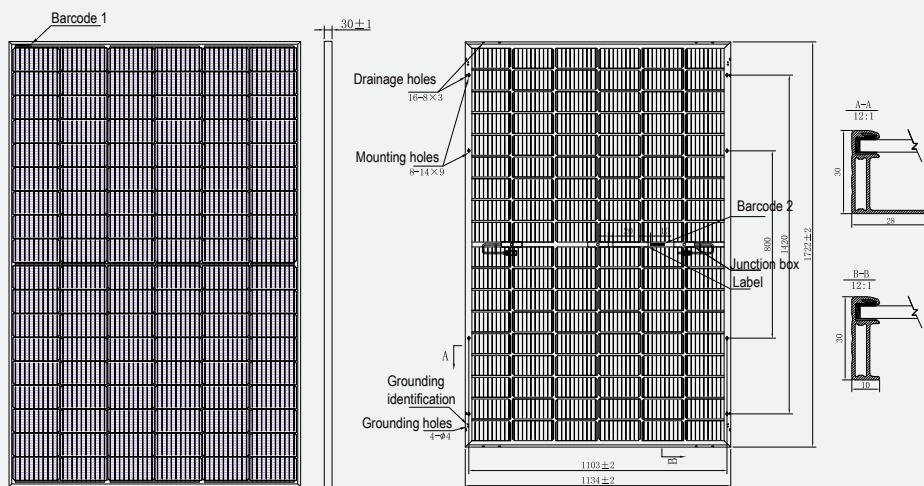 Barcode 1
30±1
Drainage holes
16-8×3
Mounting holes
8-14×9
Barcode 2
20
Junction box
Label
800
1420
1722±2
A
Grounding
identification
Grounding holes
4-φ4
B
1103±2
1134±2
A-A
12:1
30
28
B-B
12:1
30
10